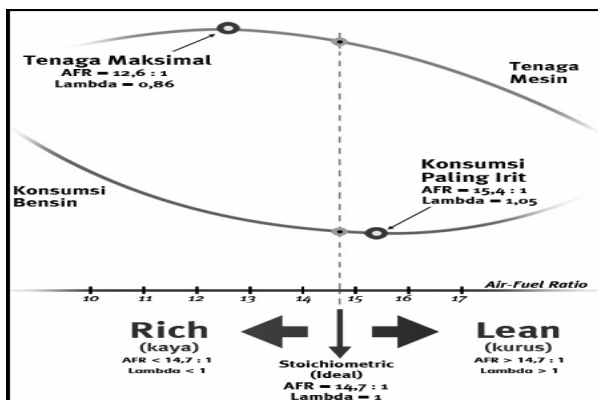 Tenaga Maksimal
AFR = 12,6 : 1
Lambda = 0,86
Tenaga
Mesin
Konsumsi
Bensin
Konsumsi
Paling Irit
AFR = 15,4 : 1
Lambda = 1,05
Air-Fuel Ratio
10 11 12 13 14 15 16 17
Rich
(kaya)
AFR < 14,7 : 1
Lambda < 1
Stoichiometric
(Ideal)
AFR = 14,7 : 1
Lambda = 1
Lean
(kurus)
AFR > 14,7 : 1
Lambda > 1